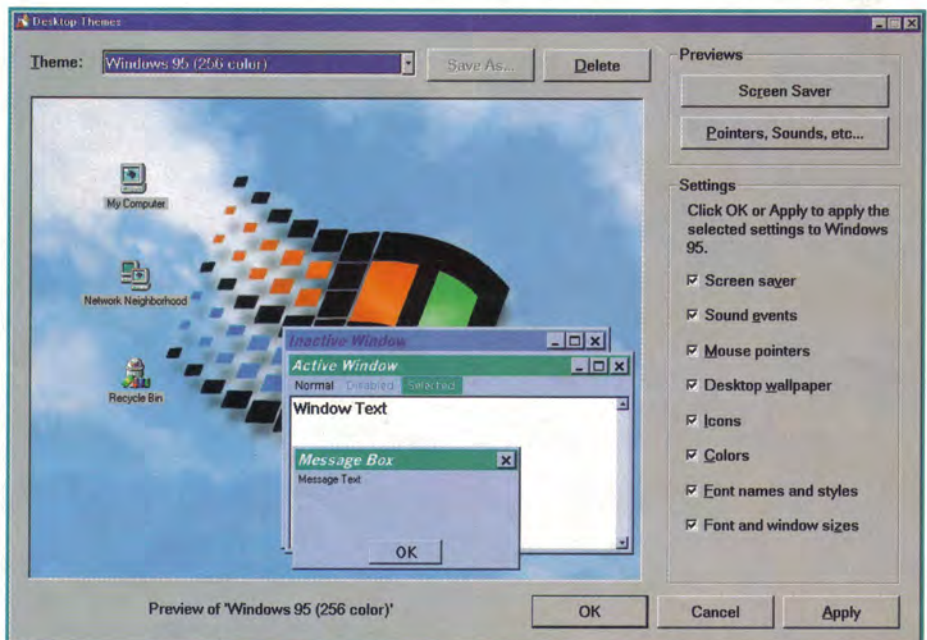 Desktop Themes
Theme:
Windows 95 (256 color)
Save As...
Delete
Previews
Screen Saver
Pointers, Sounds, etc...
Settings
Click OK or Apply to apply the
selected settings to Windows
95.
Screen saver
Sound events
Mouse pointers
Desktop wallpaper
Icons
Colors
Font names and styles
Font and window sizes
My Computer
Network Neighborhood
Recycle Bin
Inactive Window
Active Window
Normal Disabled Selected
Window Text
Message Box
Message Text
OK
Preview of 'Windows 95 (256 color)'
OK
Cancel
Apply